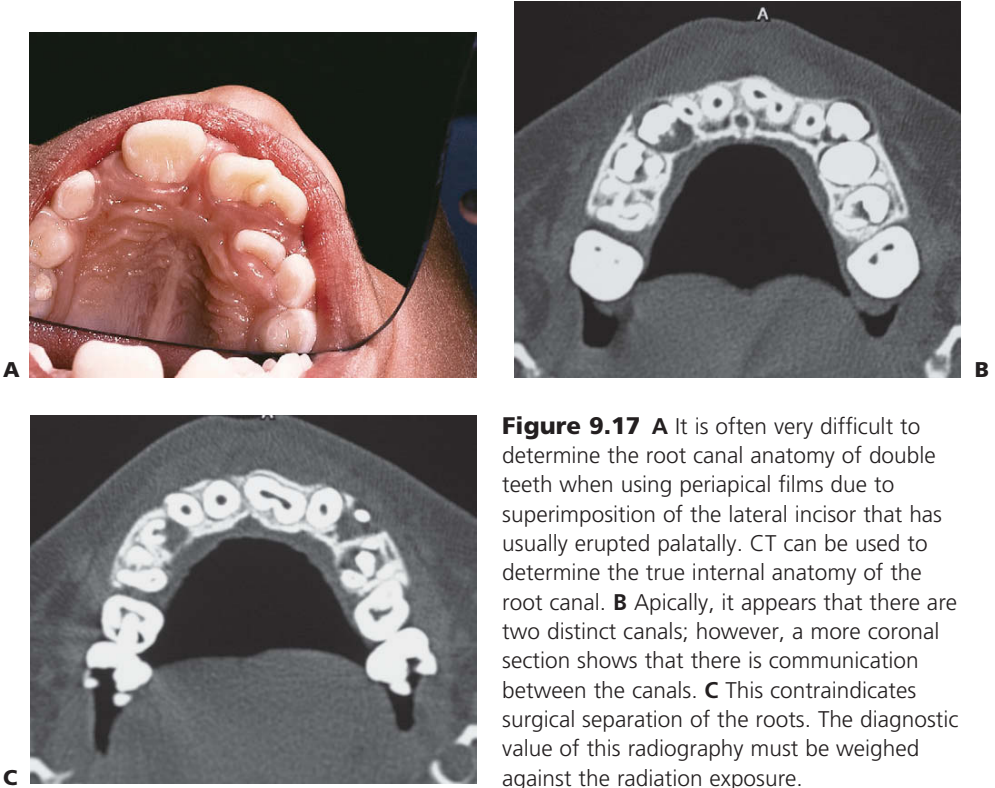 A
A
B
C
Figure 9.17 A It is often very difficult to
determine the root canal anatomy of double
teeth when using periapical films due to
superimposition of the lateral incisor that has
usually erupted palatally. CT can be used to
determine the true internal anatomy of the
root canal. B Apically, it appears that there are
two distinct canals; however, a more coronal
section shows that there is communication
between the canals. C This contraindicates
surgical separation of the roots. The diagnostic
value of this radiography must be weighed
against the radiation exposure.